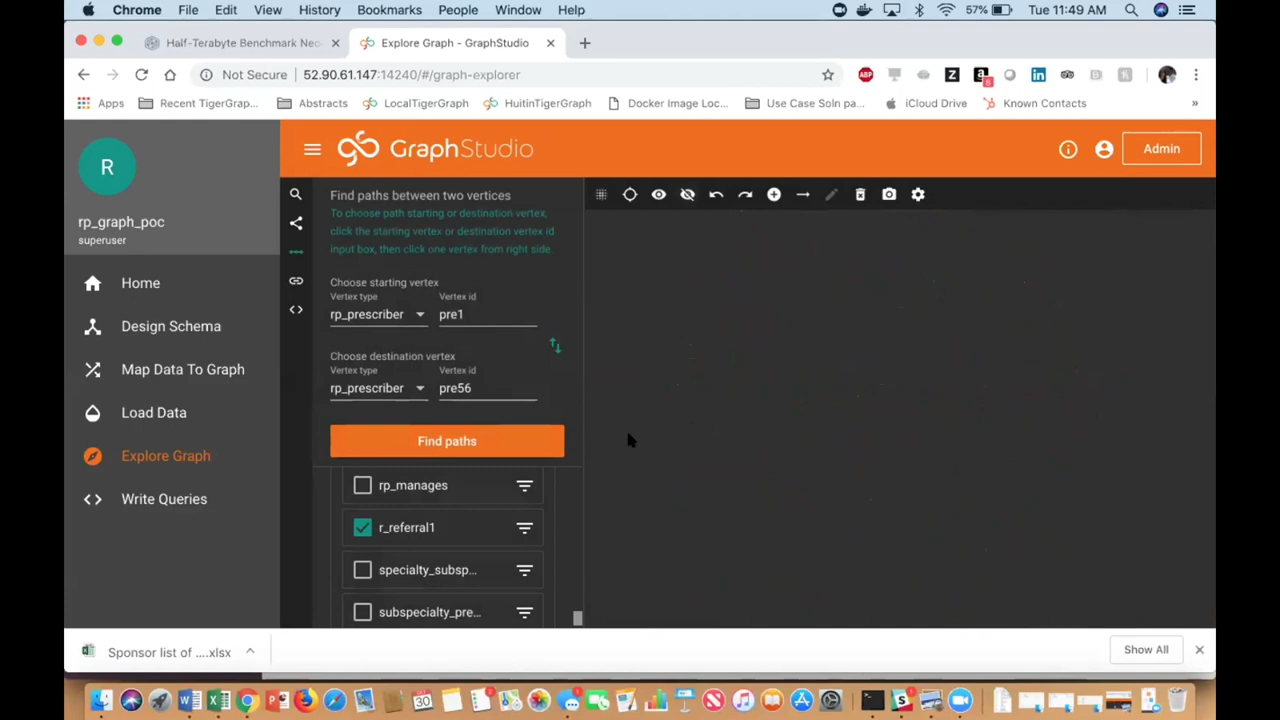 Chrome File Edit View History Bookmarks People Window Help 57% Tue 11:49 AM
Half-Terabyte Benchmark Neo Explore Graph - GraphStudio
Not Secure 52.90.61.147:14240/#/graph-explorer
Apps Recent TigerGrap... Abstracts LocalTigerGraph HuitinTigerGraph Docker Image Loc... Use Case Soln pa... iCloud Drive Known Contacts »
R
rp_graph_poc
superuser
Home
Design Schema
Map Data To Graph
Load Data
Explore Graph
Write Queries
GraphStudio
Admin
Find paths between two vertices
To choose path starting or destination vertex,
click the starting vertex or destination vertex id
input box, then click one vertex from right side.
Choose starting vertex
Vertex type Vertex id
rp_prescriber pre1
Choose destination vertex
Vertex type Vertex id
rp_prescriber pre56
Find paths
rp_manages
r_referral1
specialty_subsp...
subspecialty_pre...
Sponsor list of ....xlsx
Show All